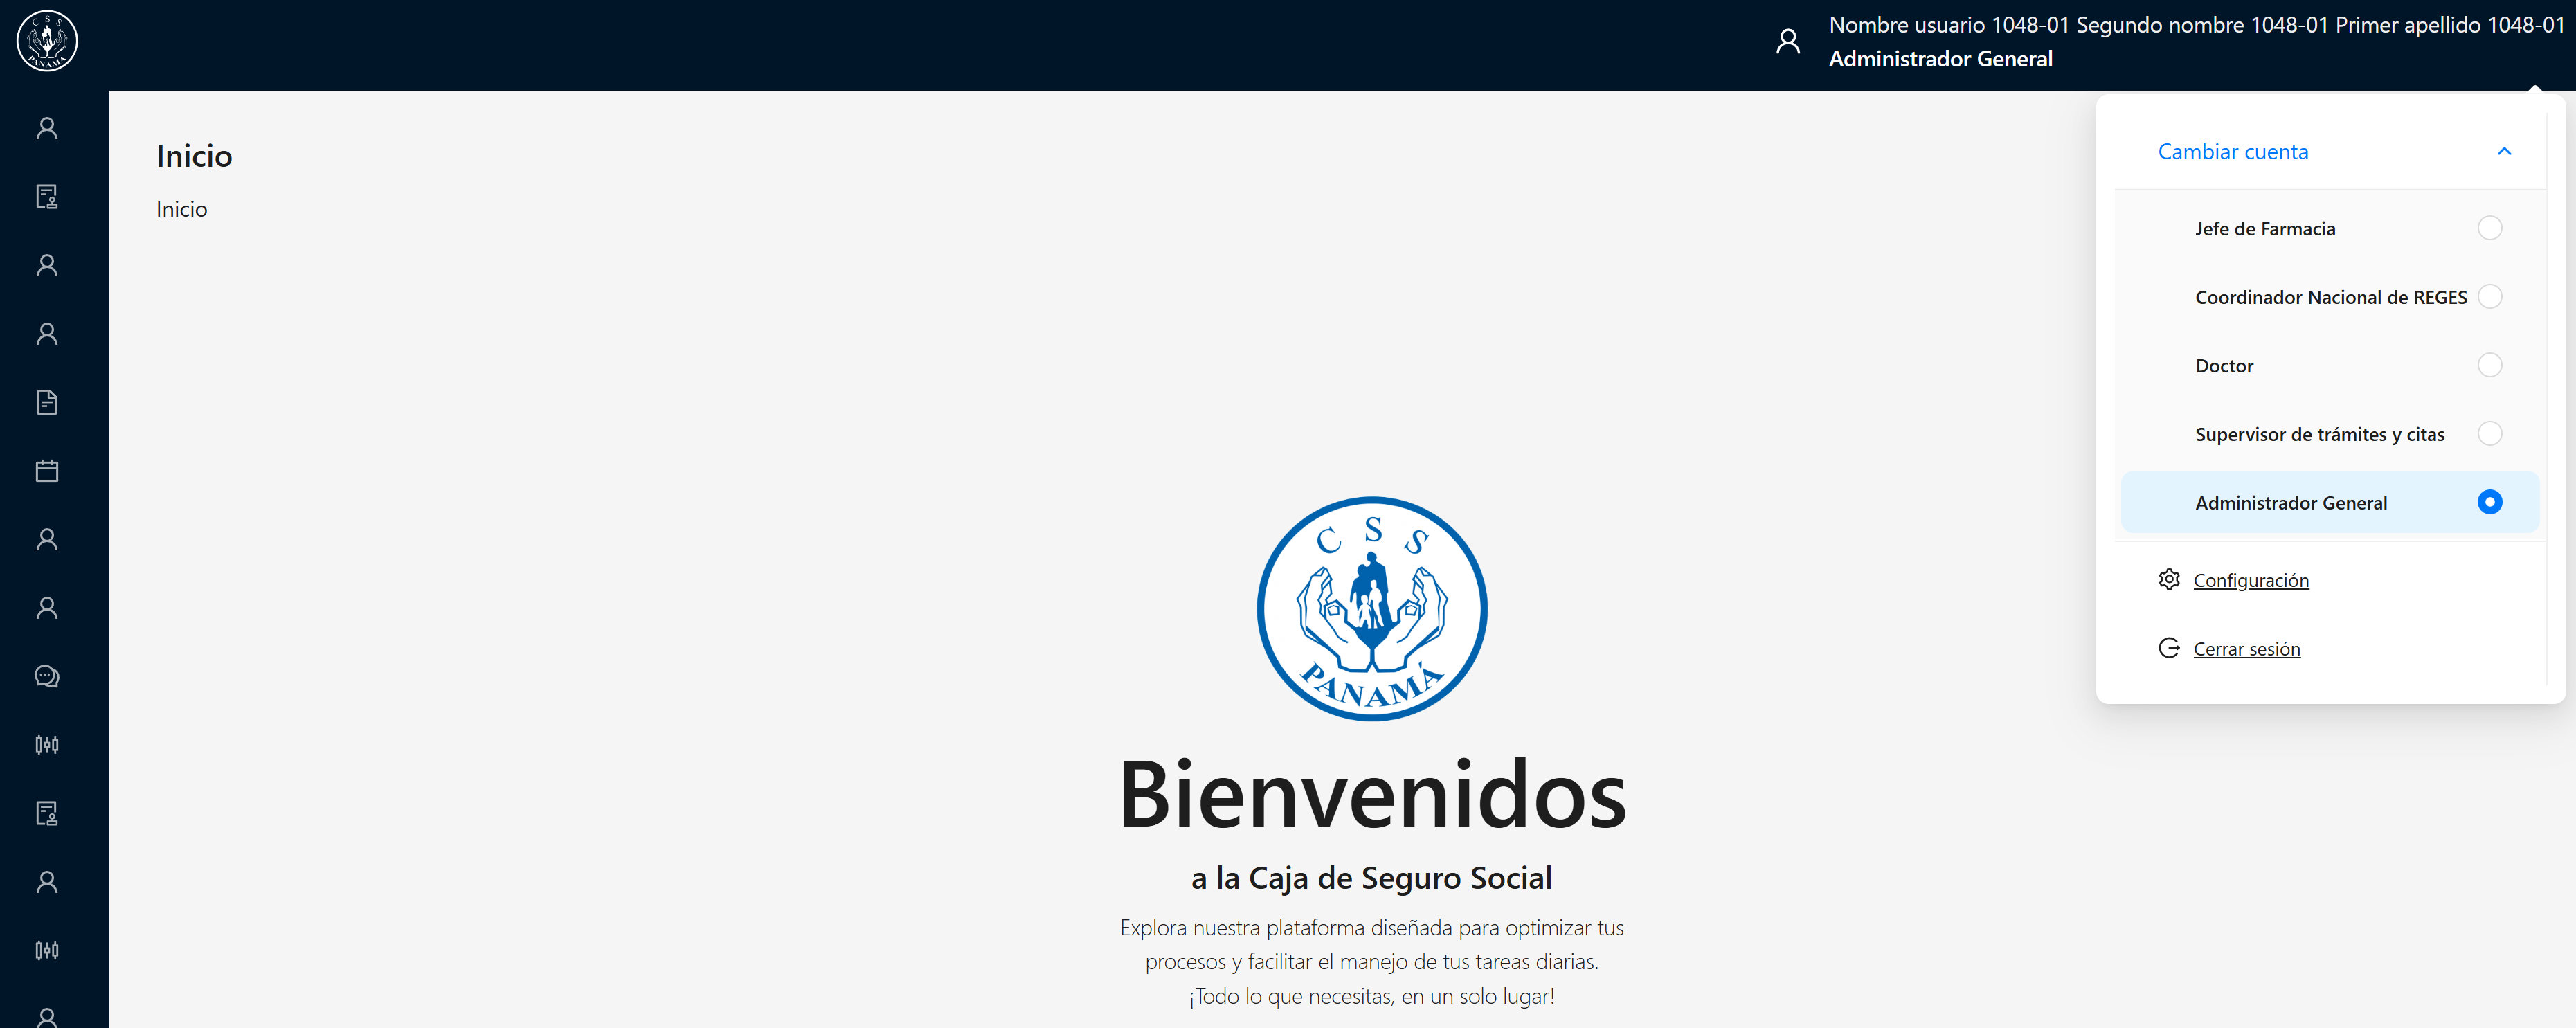 C S S
PANAMÁ
Nombre usuario 1048-01 Segundo nombre 1048-01 Primer apellido 1048-01
Administrador General
Inicio
Inicio
Cambiar cuenta
Jefe de Farmacia
Coordinador Nacional de REGES
Doctor
Supervisor de trámites y citas
Administrador General
Configuración
Cerrar sesión
C S S
PANAMÁ
Bienvenidos
a la Caja de Seguro Social
Explora nuestra plataforma diseñada para optimizar tus
procesos y facilitar el manejo de tus tareas diarias.
¡Todo lo que necesitas, en un solo lugar!